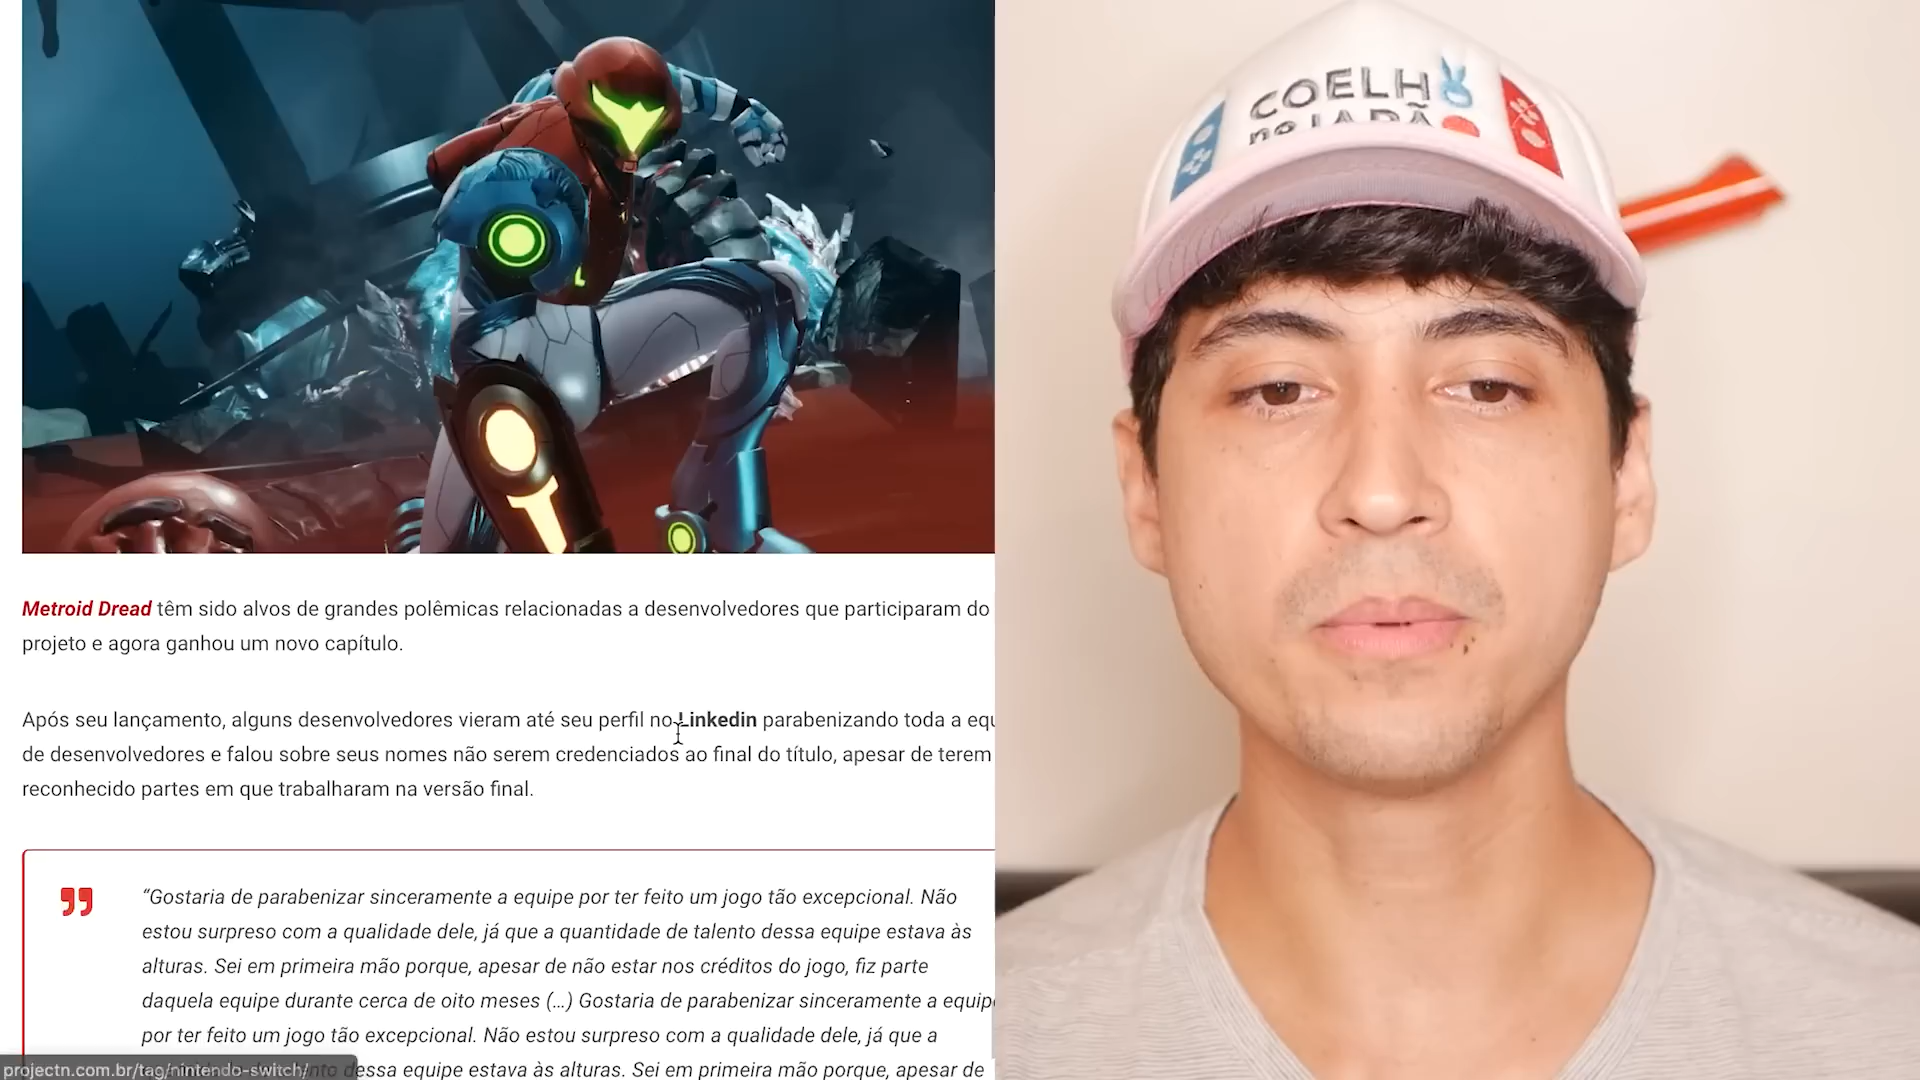 COELH
no JAPÃ
Metroid Dread têm sido alvos de grandes polêmicas relacionadas a desenvolvedores que participaram do
projeto e agora ganhou um novo capítulo.
Após seu lançamento, alguns desenvolvedores vieram até seu perfil no Linkedin parabenizando toda a equ
de desenvolvedores e falou sobre seus nomes não serem credenciados ao final do título, apesar de terem
reconhecido partes em que trabalharam na versão final.
“Gostaria de parabenizar sinceramente a equipe por ter feito um jogo tão excepcional. Não
estou surpreso com a qualidade dele, já que a quantidade de talento dessa equipe estava às
alturas. Sei em primeira mão porque, apesar de não estar nos créditos do jogo, fiz parte
daquela equipe durante cerca de oito meses (...) Gostaria de parabenizar sinceramente a equipe
por ter feito um jogo tão excepcional. Não estou surpreso com a qualidade dele, já que a
dessa equipe estava às alturas. Sei em primeira mão porque, apesar de
projectn.com.br/tag/nintendo-switch/